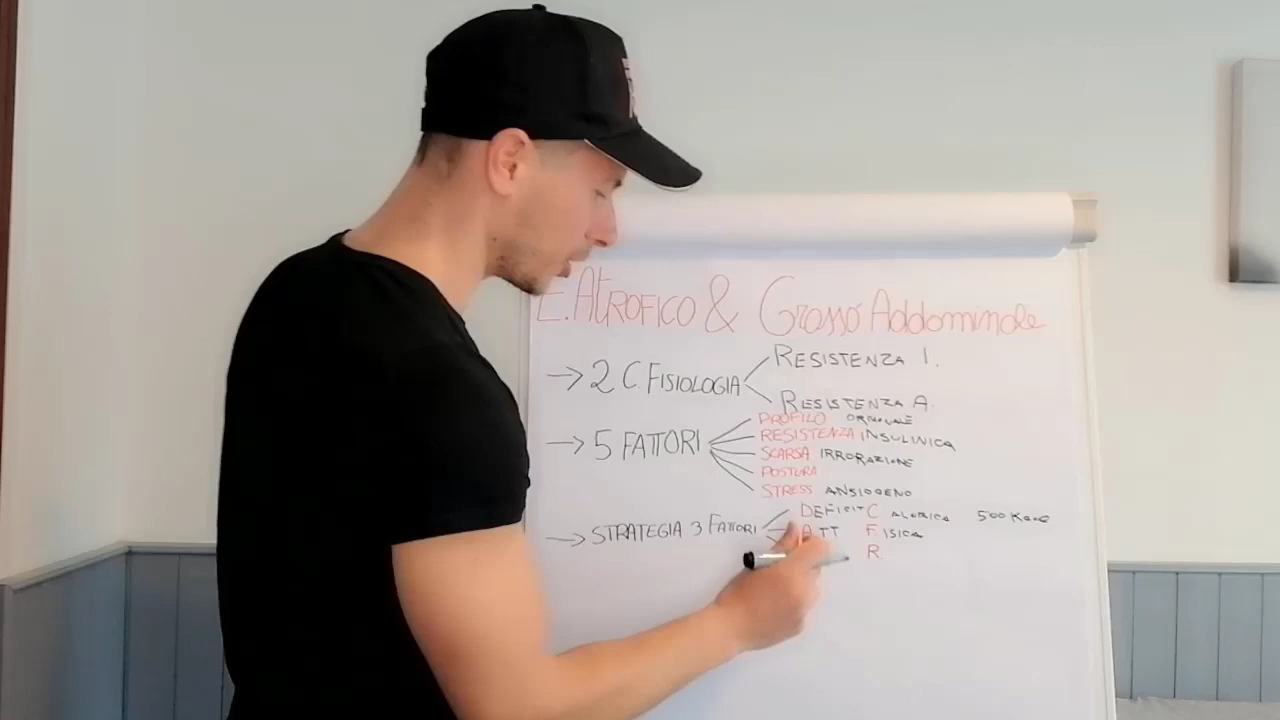 E. ATROFICO & Grasso Addominale
→ 2 C. FISIOLOGIA
RESISTENZA I.
RESISTENZA A.
→ 5 FATTORI
PROFILO ORMONALE
RESISTENZA INSULINICA
SCARSA IRRORAZIONE
POSTURA
STRESS ANSIOGENO
→ STRATEGIA 3 FATTORI
DEFICIT CALORICO 500 Kcal
ATT FISICA
R